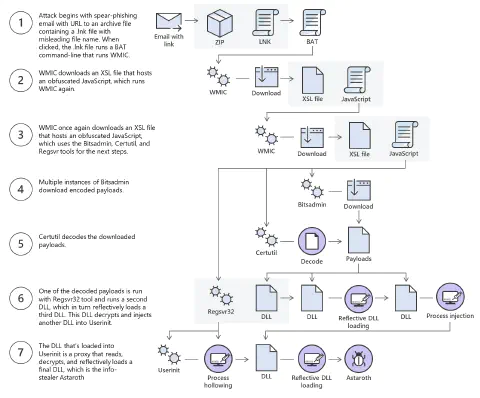 1
Attack begins with spear-phishing
email with URL to an archive file
containing a .lnk file with
misleading file name. When
clicked, the .lnk file runs a BAT
command-line that runs WMIC.
Email with
link
ZIP
LNK
BAT
2
WMIC downloads an XSL file that hosts
an obfuscated JavaScript, which runs
WMIC again.
WMIC
Download
XSL file
JavaScript
3
WMIC once again downloads an XSL file
that hosts an obfuscated JavaScript,
which uses the Bitsadmin, Certutil, and
Regsvr tools for the next steps.
WMIC
Download
XSL file
JavaScript
4
Multiple instances of Bitsadmin
download encoded payloads.
Bitsadmin
Download
5
Certutil decodes the downloaded
payloads.
Certutil
Decode
Payloads
6
One of the decoded payloads is run
with Regsvr32 tool and runs a second
DLL, which in turn reflectively loads a
third DLL. This DLL decrypts and injects
another DLL into Userinit.
Regsvr32
DLL
DLL
Reflective DLL
loading
DLL
Process injection
7
The DLL that's loaded into
Userinit is a proxy that reads,
decrypts, and reflectively loads a
final DLL, which is the info-
stealer Astaroth
Userinit
Process
hollowing
DLL
Reflective DLL
loading
Astaroth